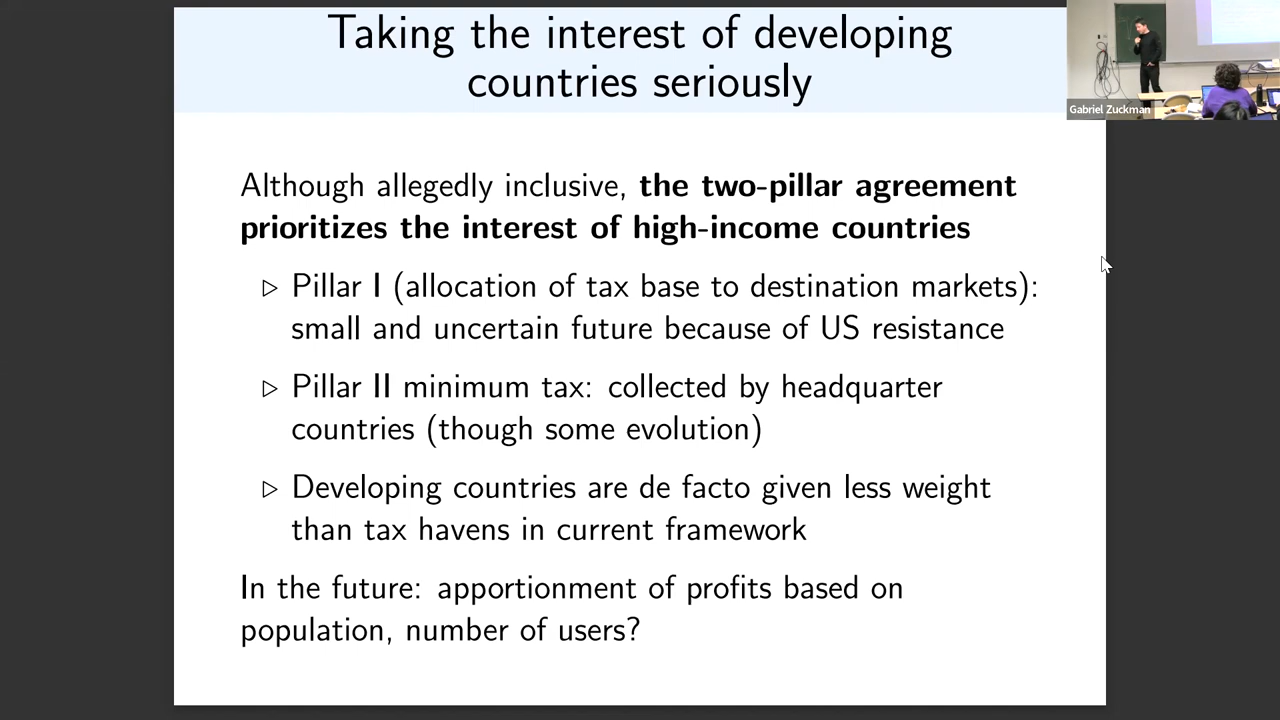 Taking the interest of developing
countries seriously
Gabriel Zuckman
Although allegedly inclusive, the two-pillar agreement
prioritizes the interest of high-income countries
▷ Pillar I (allocation of tax base to destination markets):
small and uncertain future because of US resistance
▷ Pillar II minimum tax: collected by headquarter
countries (though some evolution)
▷ Developing countries are de facto given less weight
than tax havens in current framework
In the future: apportionment of profits based on
population, number of users?